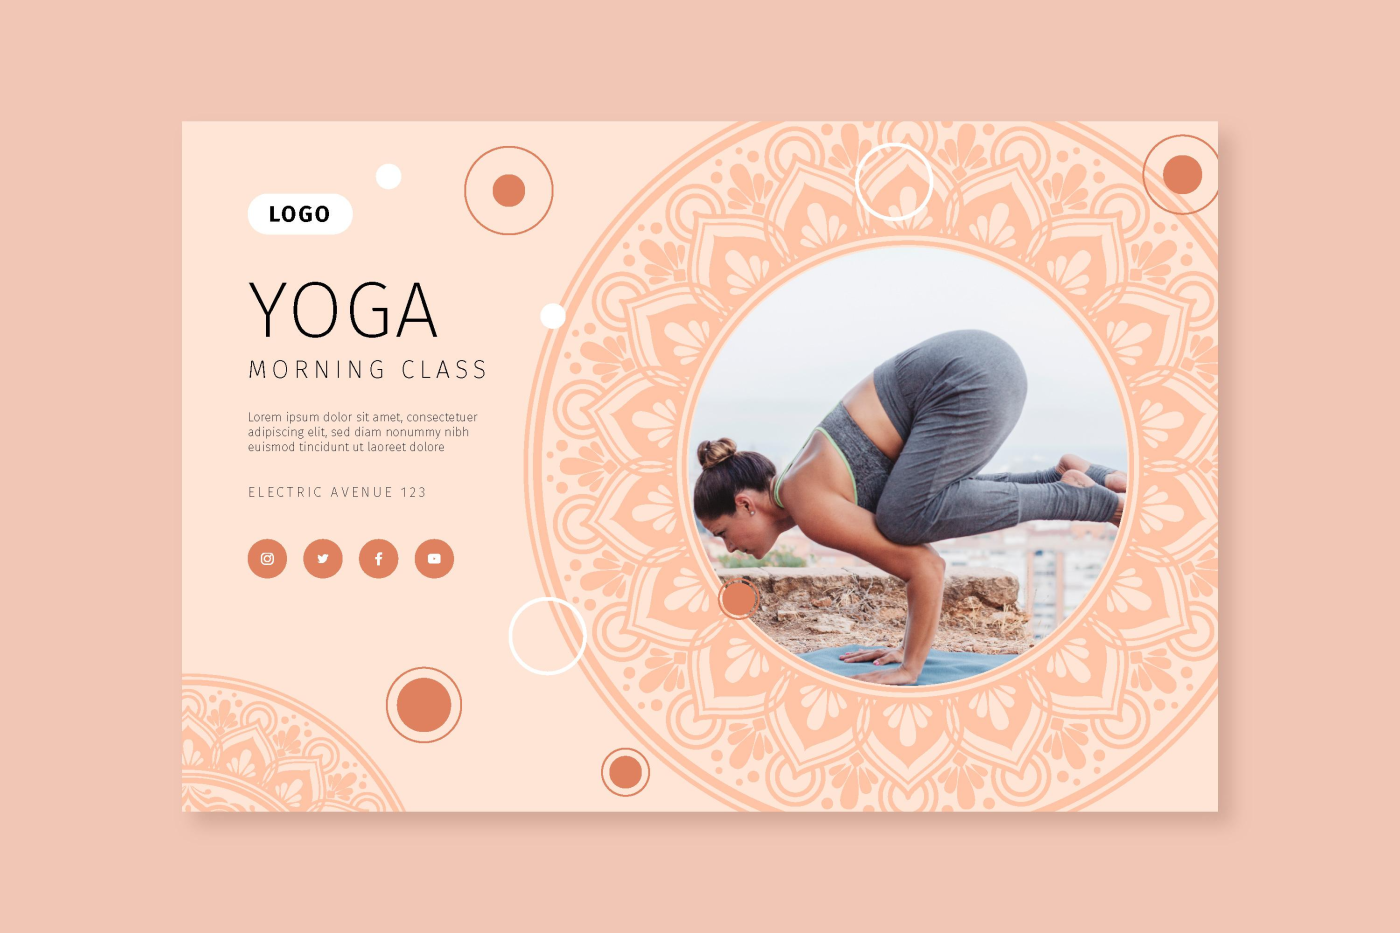 LOGO
YOGA
MORNING CLASS
Lorem ipsum dolor sit amet, consectetuer
adipiscing elit, sed diam nonummy nibh
euismod tincidunt ut laoreet dolore
ELECTRIC AVENUE 123